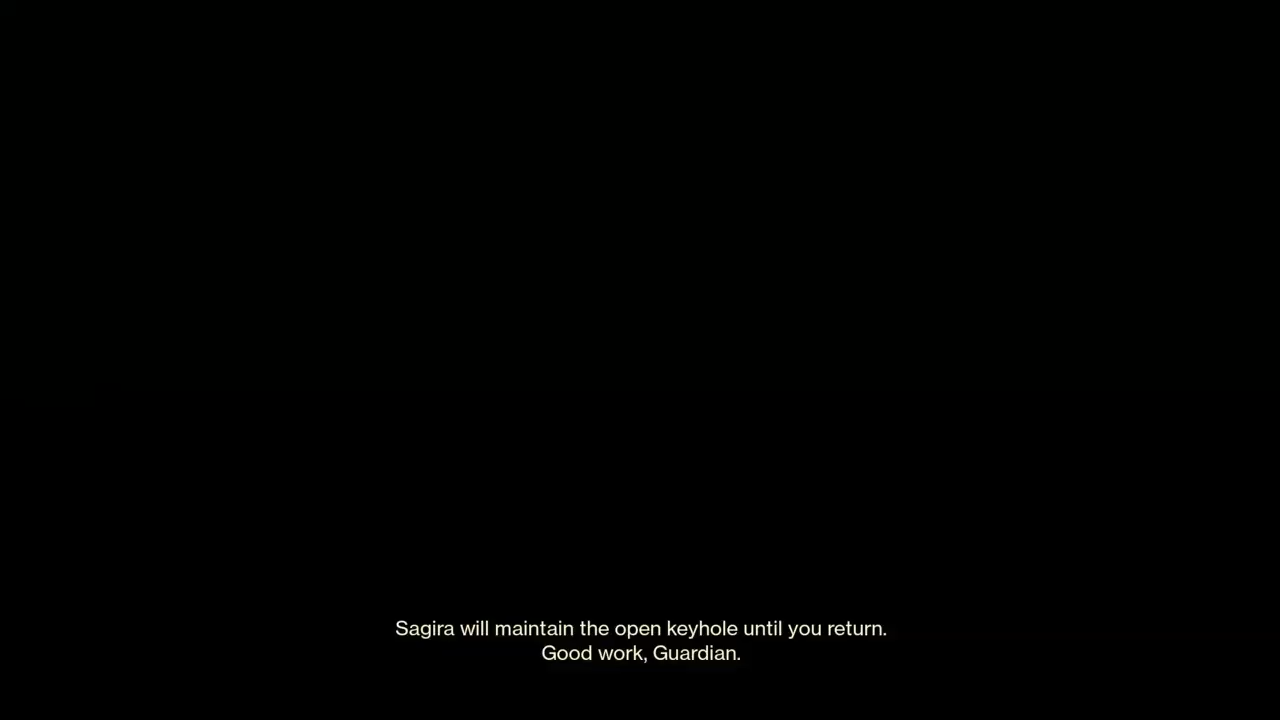 Sagira will maintain the open keyhole until you return.
Good work, Guardian.